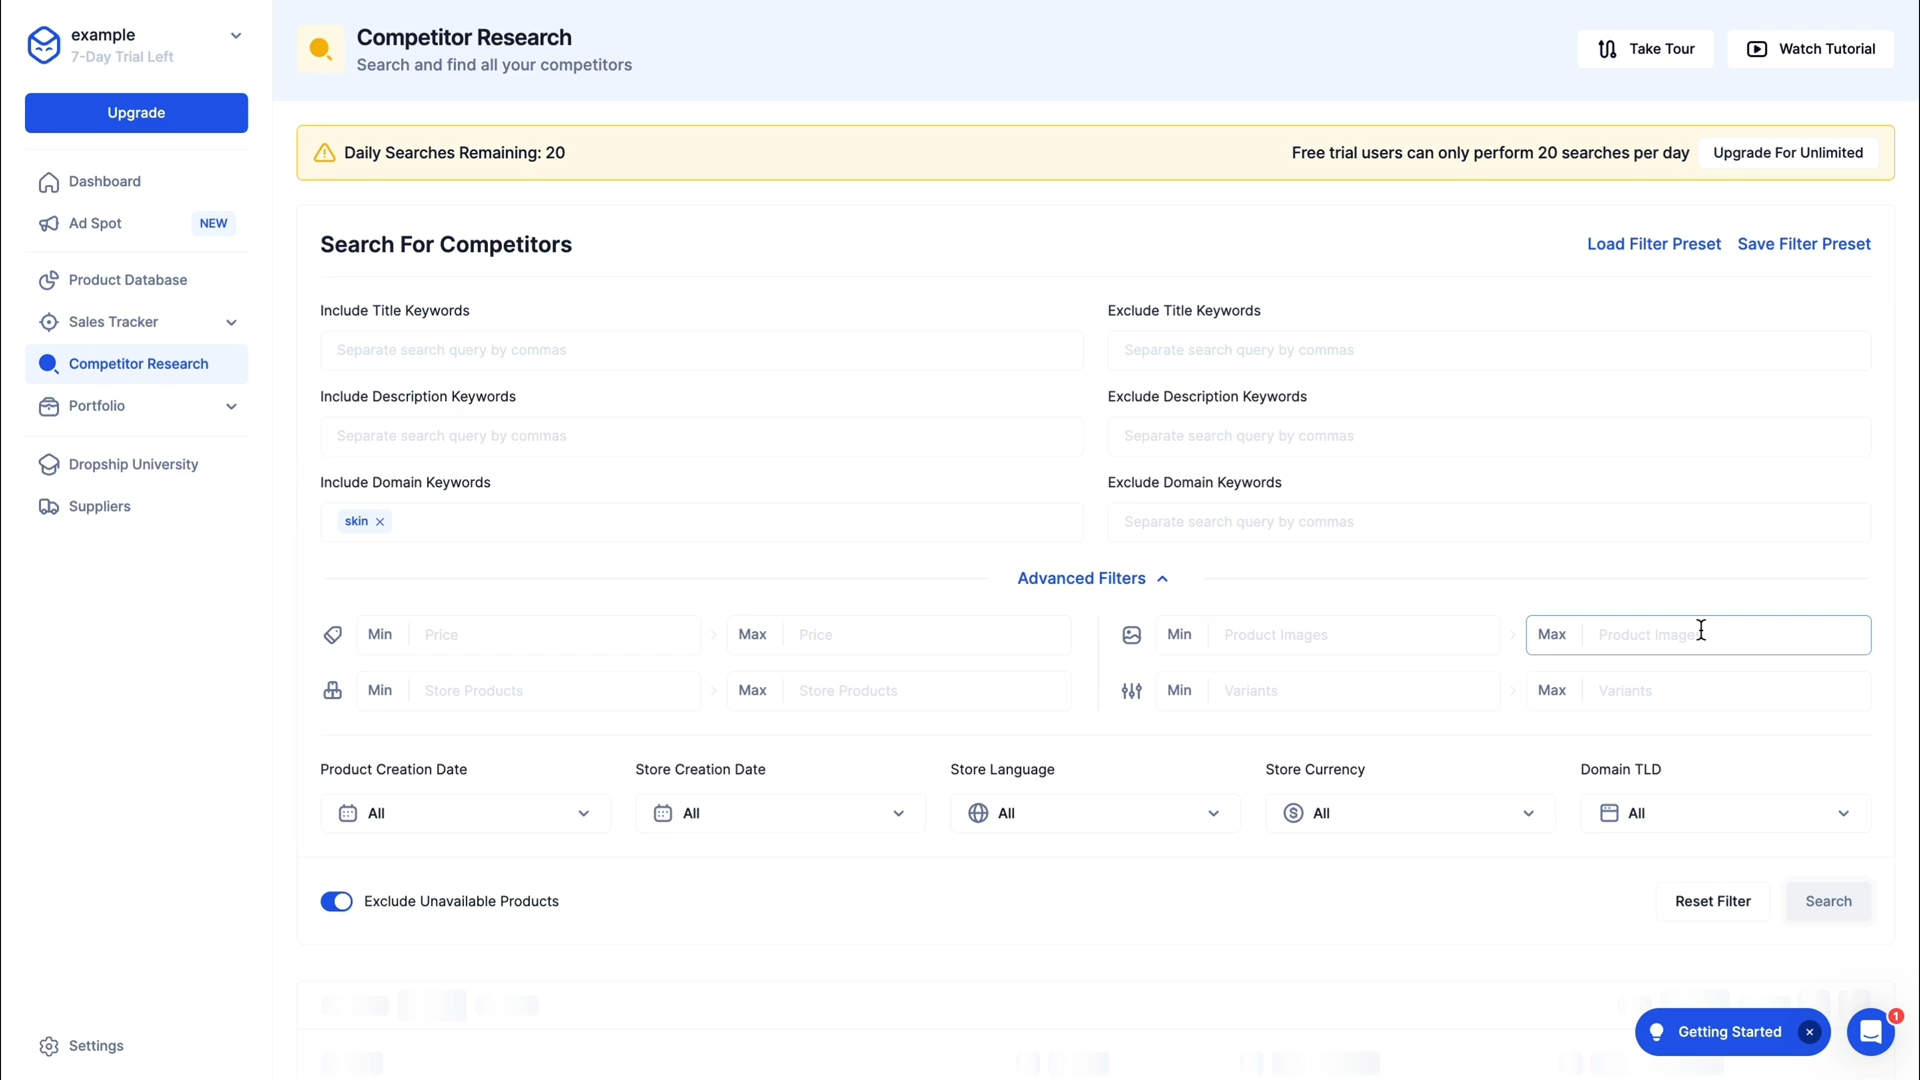 example
7-Day Trial Left
Upgrade
Dashboard
Ad Spot NEW
Product Database
Sales Tracker
Competitor Research
Portfolio
Dropship University
Suppliers
Settings
Competitor Research
Search and find all your competitors
Take Tour Watch Tutorial
Daily Searches Remaining: 20 Free trial users can only perform 20 searches per day Upgrade For Unlimited
Search For Competitors Load Filter Preset Save Filter Preset
Include Title Keywords Exclude Title Keywords
Separate search query by commas Separate search query by commas
Include Description Keywords Exclude Description Keywords
Separate search query by commas Separate search query by commas
Include Domain Keywords Exclude Domain Keywords
skin × Separate search query by commas
Advanced Filters
Min Price Max Price Min Product Images Max Product Images
Min Store Products Max Store Products Min Variants Max Variants
Product Creation Date Store Creation Date Store Language Store Currency Domain TLD
All All All All All
Exclude Unavailable Products Reset Filter Search
Getting Started ×
1